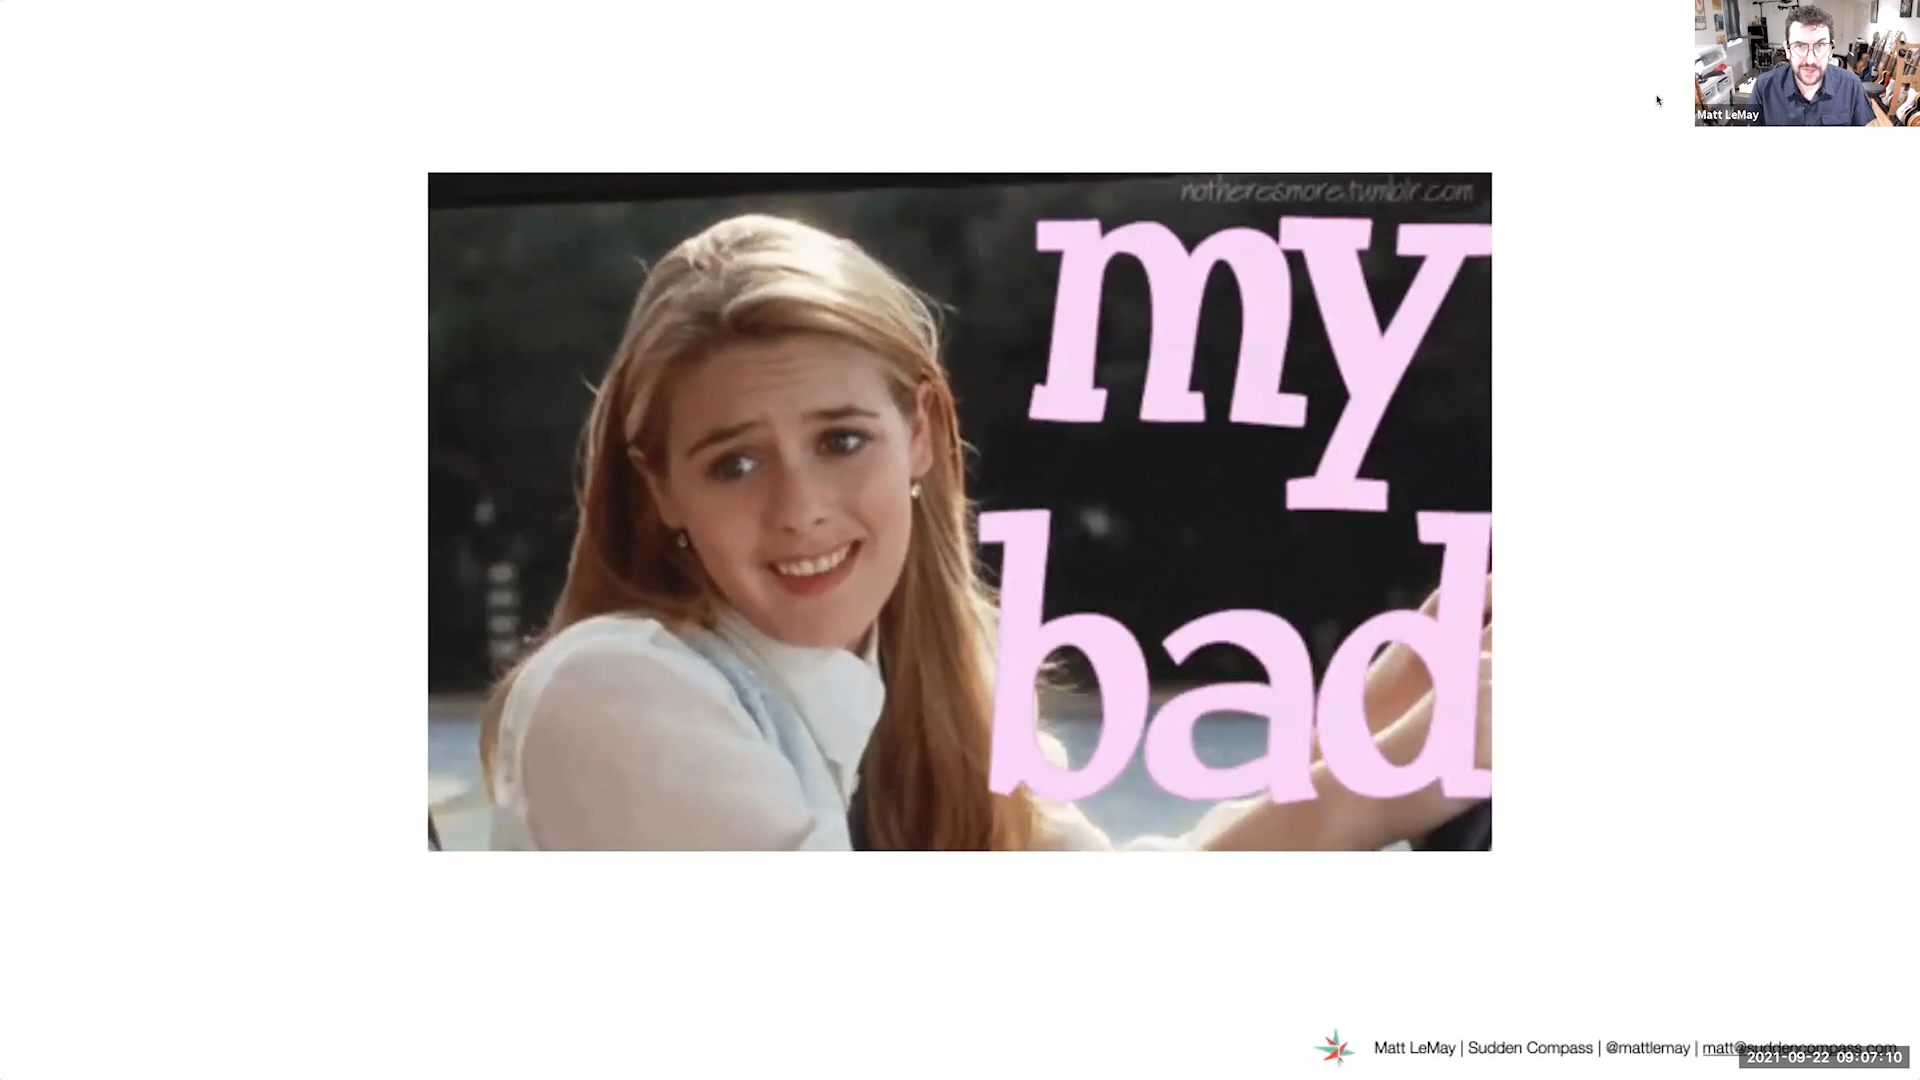 Matt LeMay
notheresmore.tumblr.com
my
bad
Matt LeMay | Sudden Compass | @mattlemay | matt@suddencompass.com
2021-09-22 09:07:10